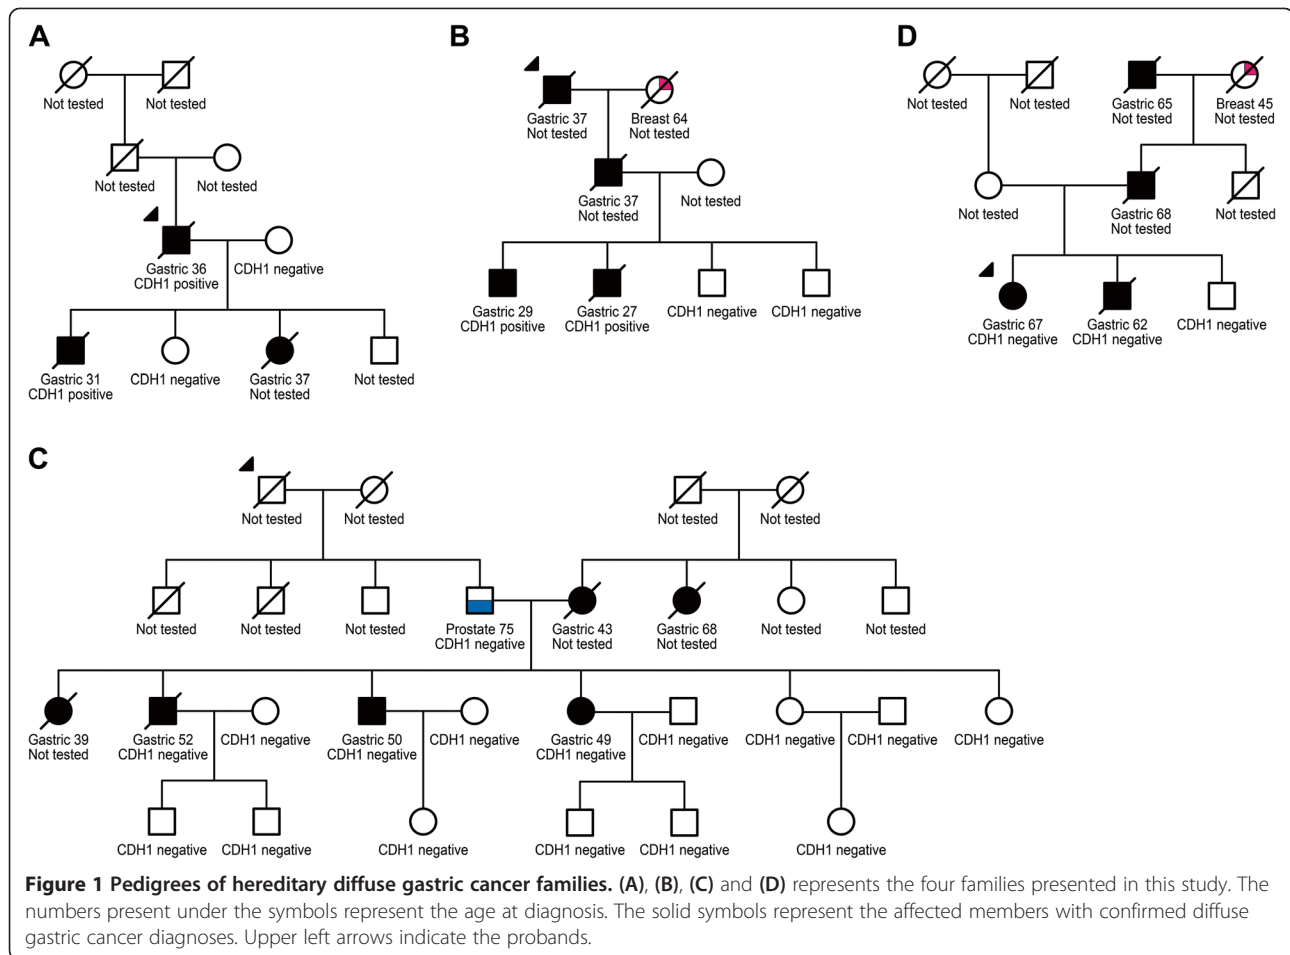 A
Not tested
Not tested
Not tested
Not tested
Gastric 36
CDH1 positive
CDH1 negative
Gastric 31
CDH1 positive
CDH1 negative
Gastric 37
Not tested
Not tested
B
Gastric 37
Not tested
Breast 64
Not tested
Gastric 37
Not tested
Not tested
Gastric 29
CDH1 positive
Gastric 27
CDH1 positive
CDH1 negative
CDH1 negative
D
Not tested
Not tested
Gastric 65
Not tested
Breast 45
Not tested
Not tested
Gastric 68
Not tested
Not tested
Gastric 67
CDH1 negative
Gastric 62
CDH1 negative
CDH1 negative
C
Not tested
Not tested
Not tested
Not tested
Not tested
Not tested
Not tested
Prostate 75
CDH1 negative
Gastric 43
Not tested
Gastric 68
Not tested
Not tested
Not tested
Gastric 39
Not tested
Gastric 52
CDH1 negative
CDH1 negative
Gastric 50
CDH1 negative
CDH1 negative
Gastric 49
CDH1 negative
CDH1 negative
CDH1 negative
CDH1 negative
CDH1 negative
CDH1 negative
CDH1 negative
CDH1 negative
CDH1 negative
CDH1 negative
CDH1 negative
Figure 1 Pedigrees of hereditary diffuse gastric cancer families. (A), (B), (C) and (D) represents the four families presented in this study. The
numbers present under the symbols represent the age at diagnosis. The solid symbols represent the affected members with confirmed diffuse
gastric cancer diagnoses. Upper left arrows indicate the probands.